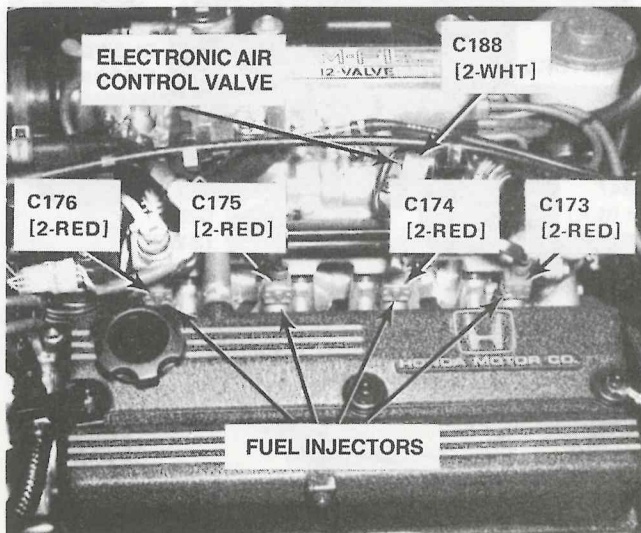 ELECTRONIC AIR
CONTROL VALVE
12-VALVE
C188
[2-WHT]
C176
[2-RED]
C175
[2-RED]
C174
[2-RED]
C173
[2-RED]
HONDA MOTOR CO.
FUEL INJECTORS